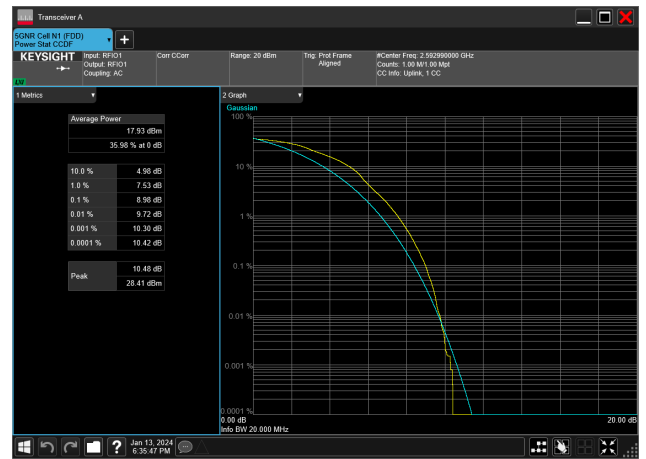 Transceiver A
5GNR Cell N1 (FDD)
Power Stat CCDF
KEYSIGHT
LXI
Input: RFIO1
Output: RFIO1
Coupling: AC
Corr CCorr
Range: 20 dBm
Trig: Prot Frame
Aligned
#Center Freq: 2.592990000 GHz
Counts: 1.00 M/1.00 Mpt
CC Info: Uplink, 1 CC
1 Metrics
Average Power
17.93 dBm
35.98 % at 0 dB
10.0 % 4.98 dB
1.0 % 7.53 dB
0.1 % 8.98 dB
0.01 % 9.72 dB
0.001 % 10.30 dB
0.0001 % 10.42 dB
Peak
10.48 dB
28.41 dBm
2 Graph
Gaussian
100 %
10 %
1 %
0.1 %
0.01 %
0.001 %
0.0001 %
0.00 dB 20.00 dB
Info BW 20.000 MHz
Jan 13, 2024
6:35:47 PM